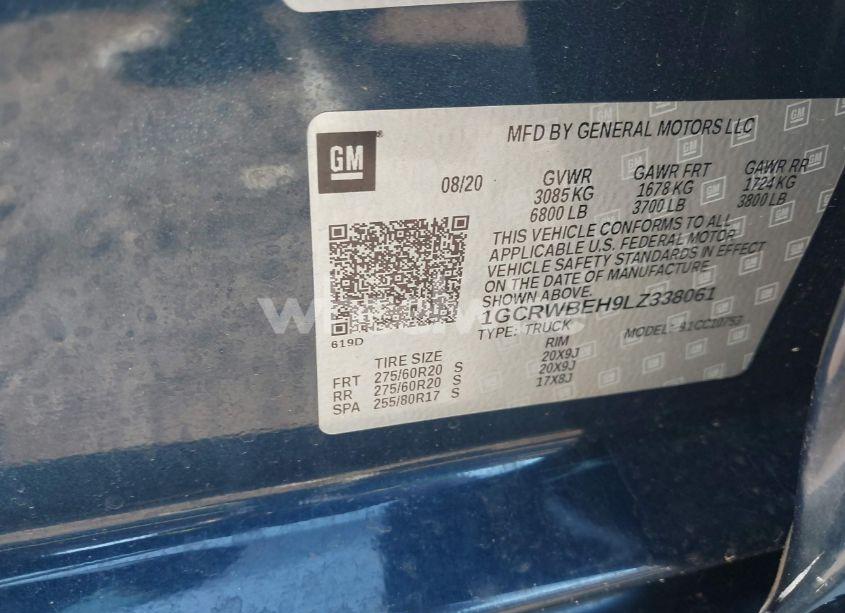 MFD BY GENERAL MOTORS LLC
GM ®
08/20
GVWR GAWR FRT GAWR RR
3085 KG 1678 KG 1724 KG
6800 LB 3700 LB 3800 LB
THIS VEHICLE CONFORMS TO ALL
APPLICABLE U.S. FEDERAL MOTOR
VEHICLE SAFETY STANDARDS IN EFFECT
ON THE DATE OF MANUFACTURE
SHOWN ABOVE.
1GCRWBEH9LZ338061
TYPE: TRUCK MODEL:
619D
TIRE SIZE RIM
FRT 275/60R20 S 20X9J
RR 275/60R20 S 20X9J
SPA 255/80R17 S 17X8J